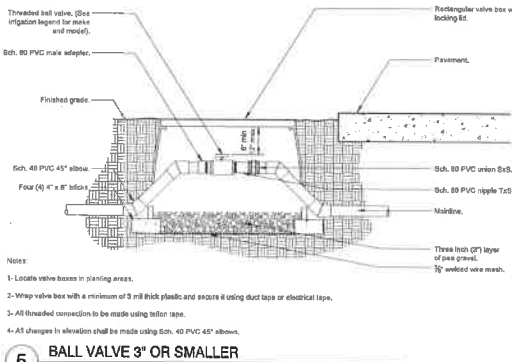 Threaded ball valve. (See
irrigation legend for make
and model).
Sch. 80 PVC male adapter.
Finished grade.
Sch. 40 PVC 45° elbow.
Four (4) 4" x 8" bricks
Rectangular valve box w
locking lid.
Pavement.
6" min
12" max
Sch. 80 PVC union SxS.
Sch. 80 PVC nipple TxS
Mainline.
Three inch (3") layer
of pea gravel.
welded wire mesh.
Notes:
1- Locate valve boxes in planting areas.
2- Wrap valve box with a minimum of 3 mil thick plastic and secure it using duct tape or electrical tape.
3- All threaded connection to be made using teflon tape.
4- All changes in elevation shall be made using Sch. 40 PVC 45° elbows.
5 BALL VALVE 3" OR SMALLER